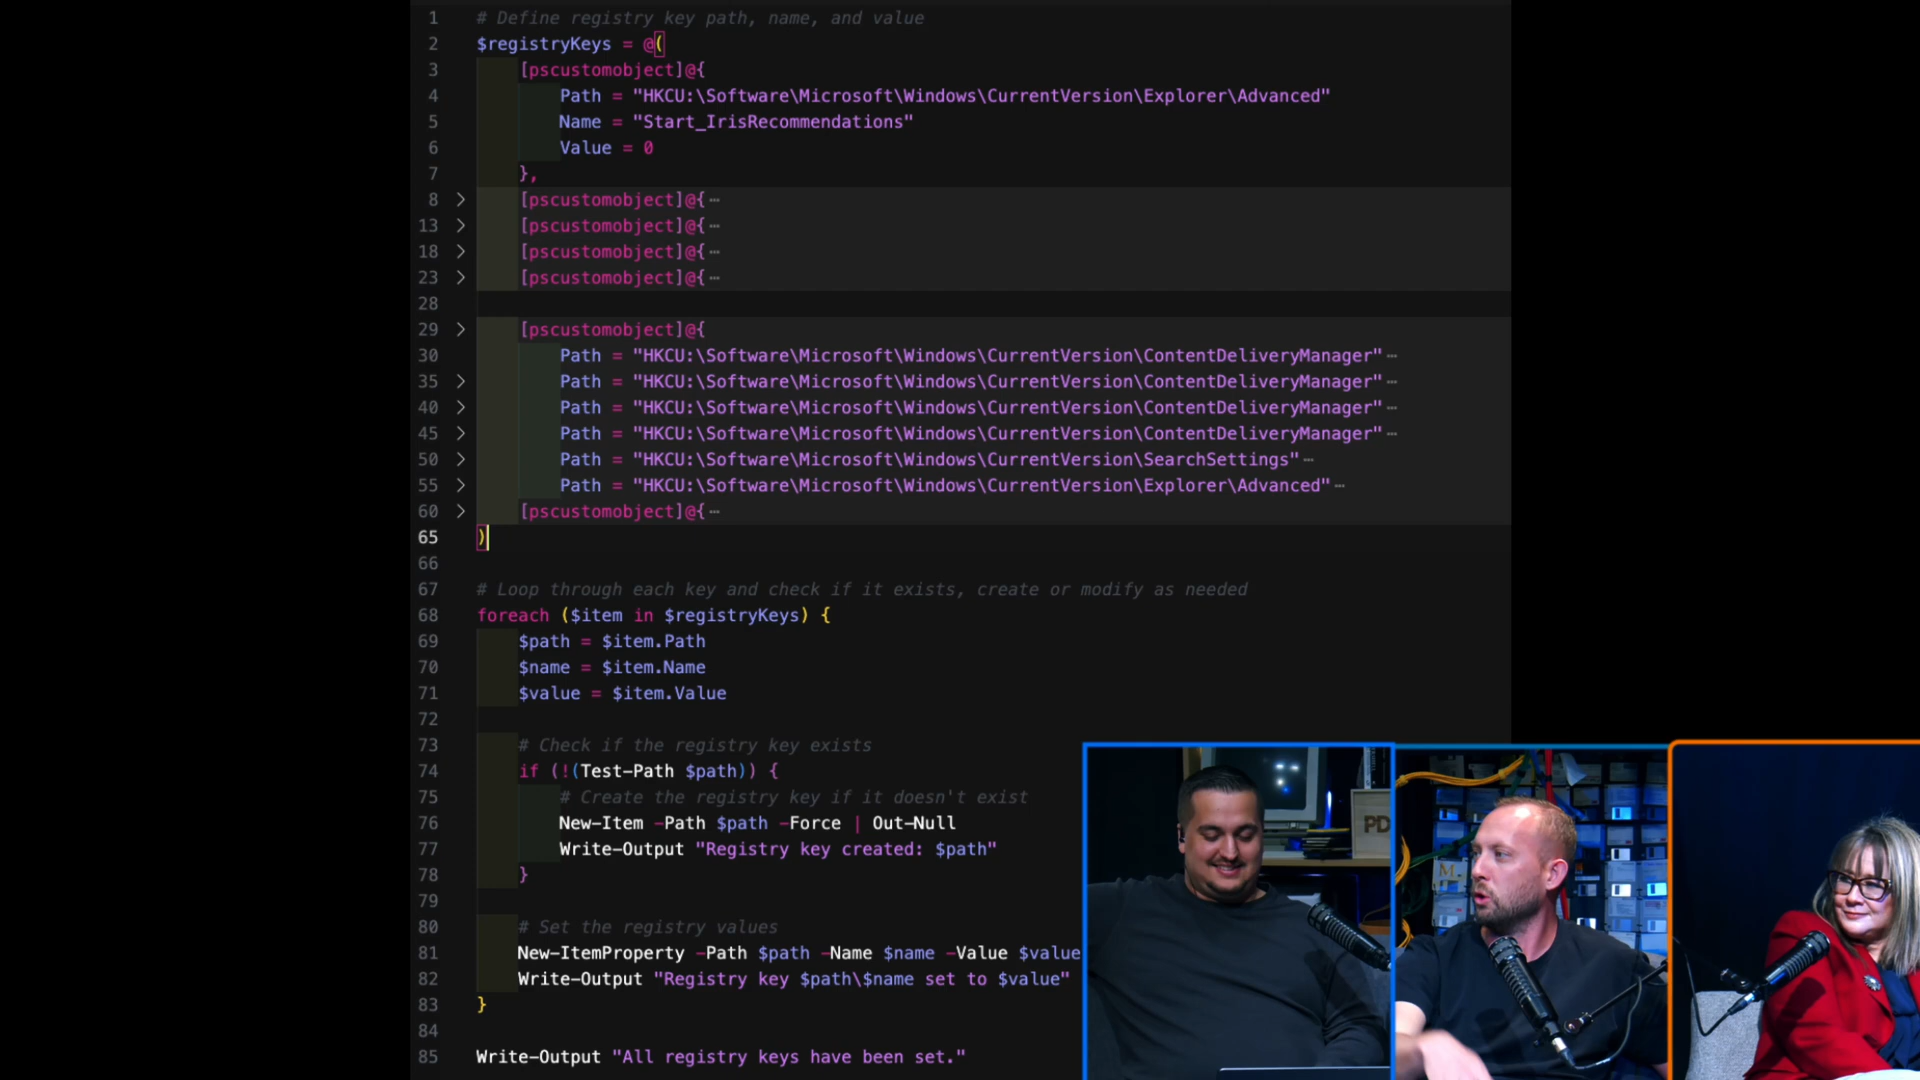 1 # Define registry key path, name, and value
2 $registryKeys = @(
3 [pscustomobject]@{
4 Path = "HKCU:\Software\Microsoft\Windows\CurrentVersion\Explorer\Advanced"
5 Name = "Start_IrisRecommendations"
6 Value = 0
7 },
8 > [pscustomobject]@{…
13 > [pscustomobject]@{…
18 > [pscustomobject]@{…
23 > [pscustomobject]@{…
28
29 > [pscustomobject]@{
30 Path = "HKCU:\Software\Microsoft\Windows\CurrentVersion\ContentDeliveryManager"…
35 > Path = "HKCU:\Software\Microsoft\Windows\CurrentVersion\ContentDeliveryManager"…
40 > Path = "HKCU:\Software\Microsoft\Windows\CurrentVersion\ContentDeliveryManager"…
45 > Path = "HKCU:\Software\Microsoft\Windows\CurrentVersion\ContentDeliveryManager"…
50 > Path = "HKCU:\Software\Microsoft\Windows\CurrentVersion\SearchSettings"…
55 > Path = "HKCU:\Software\Microsoft\Windows\CurrentVersion\Explorer\Advanced"…
60 > [pscustomobject]@{…
65 )
66
67 # Loop through each key and check if it exists, create or modify as needed
68 foreach ($item in $registryKeys) {
69 $path = $item.Path
70 $name = $item.Name
71 $value = $item.Value
72
73 # Check if the registry key exists
74 if (!(Test-Path $path)) {
75 # Create the registry key if it doesn't exist
76 New-Item -Path $path -Force | Out-Null
77 Write-Output "Registry key created: $path"
78 }
79
80 # Set the registry values
81 New-ItemProperty -Path $path -Name $name -Value $value
82 Write-Output "Registry key $path\$name set to $value"
83 }
84
85 Write-Output "All registry keys have been set."
PD